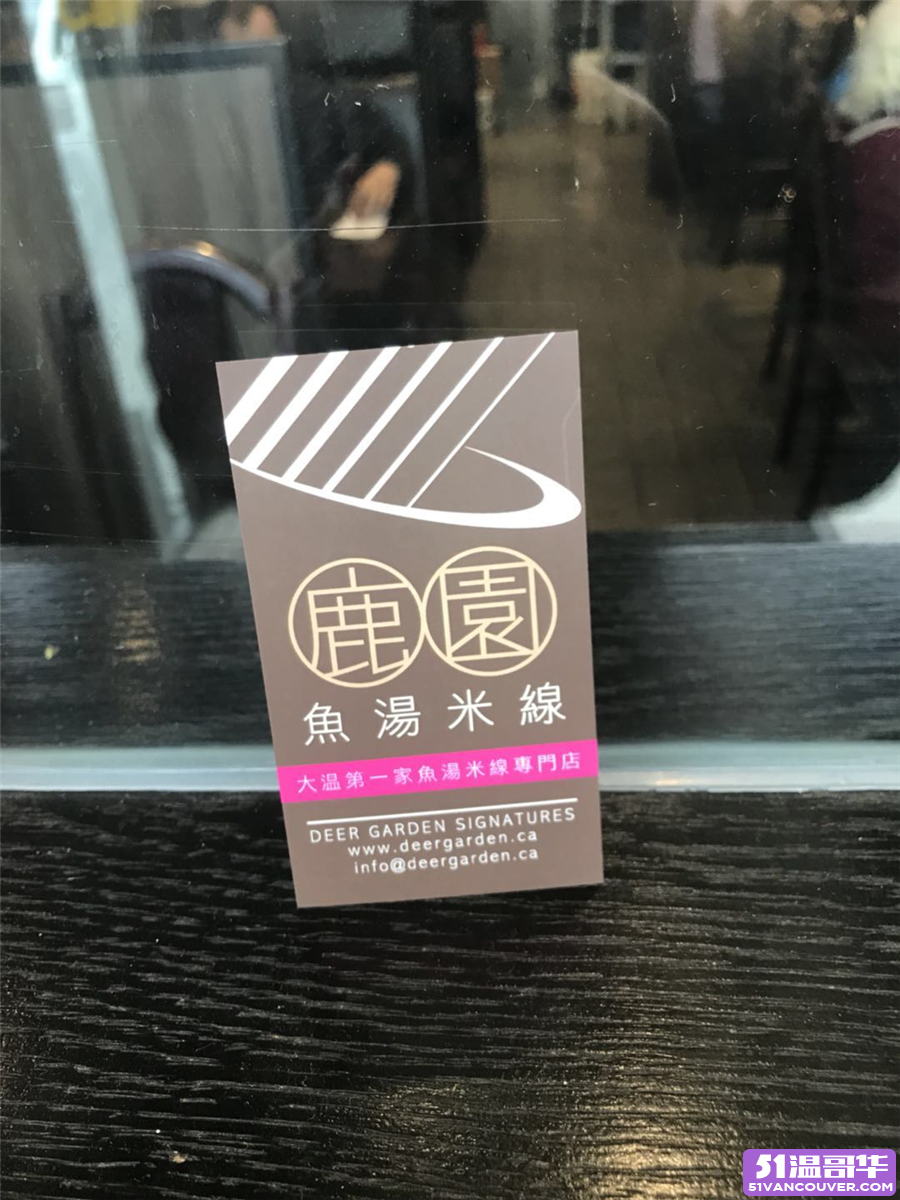 鹿園
魚湯米線
大温第一家魚湯米線專門店
DEER GARDEN SIGNATURES
www.deergarden.ca
info@deergarden.ca
51温哥华
51VANCOUVER.COM